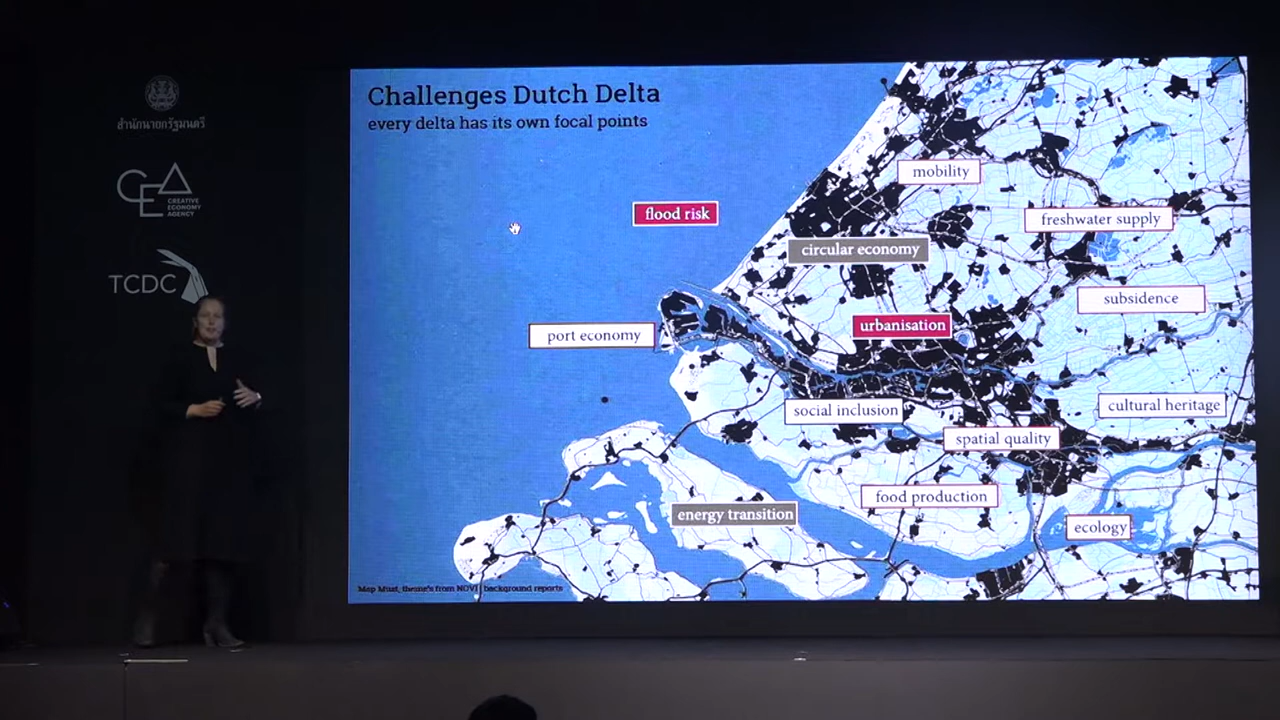 สำนักนายกรัฐมนตรี
CEA
CREATIVE
ECONOMY
AGENCY
TCDC
Challenges Dutch Delta
every delta has its own focal points
mobility
flood risk
freshwater supply
circular economy
subsidence
urbanisation
port economy
cultural heritage
social inclusion
spatial quality
food production
energy transition
ecology
Map Must, theme's from NOVI background reports